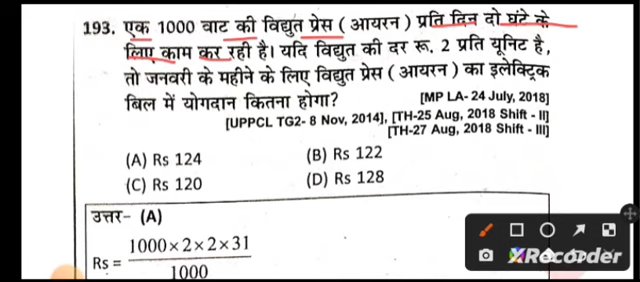 193. एक 1000 वाट की विद्युत प्रेस ( आयरन ) प्रति दिन दो घंटे के
लिए काम कर रही है। यदि विद्युत की दर रू. 2 प्रति यूनिट है,
तो जनवरी के महीने के लिए विद्युत प्रेस ( आयरन ) का इलेक्ट्रिक
बिल में योगदान कितना होगा?
[MP LA- 24 July, 2018]
[UPPCL TG2- 8 Nov, 2014], [TH-25 Aug, 2018 Shift - II]
[TH-27 Aug, 2018 Shift - III]
(A) Rs 124 (B) Rs 122
(C) Rs 120 (D) Rs 128
उत्तर- (A)
Rs = 1000×2×2×31
1000
XRecorder